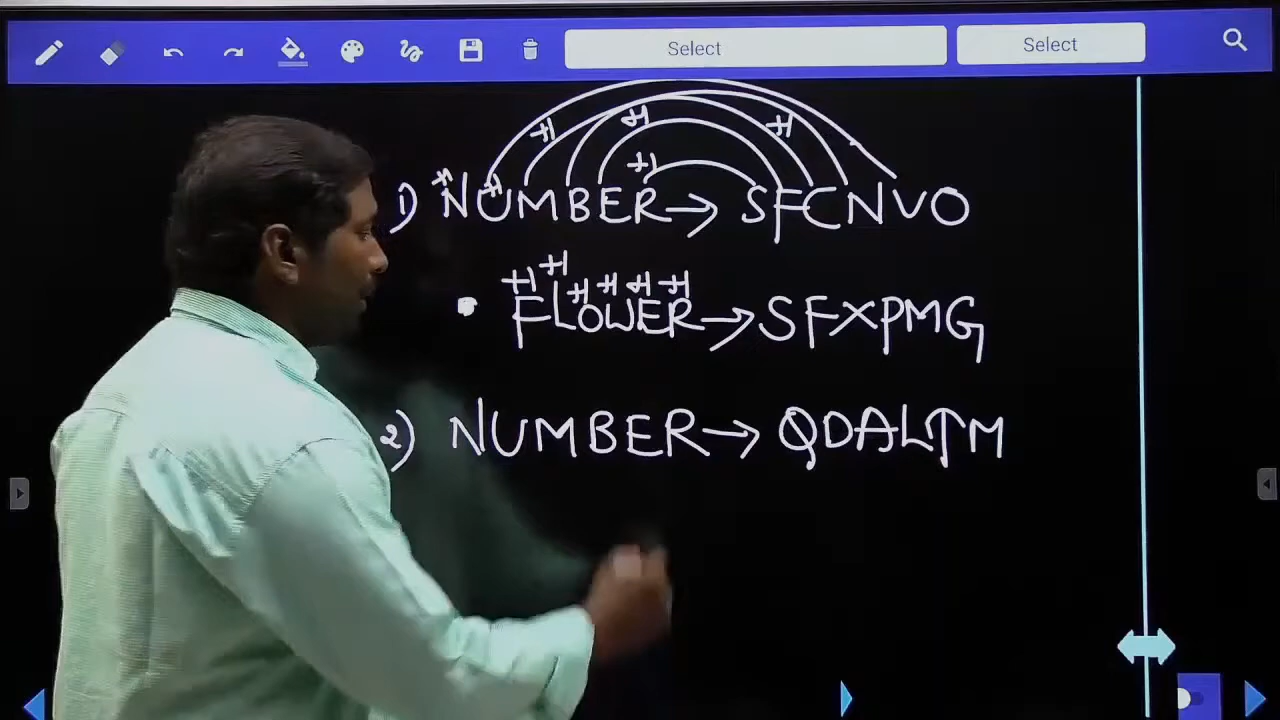 Select Select
+1 +1 +1
+1 +1 +1
1) NUMBER → SFCNVO
+1 +1 +1 +1 +1 +1
FLOWER → SFXPMG
2) NUMBER → QDALTM